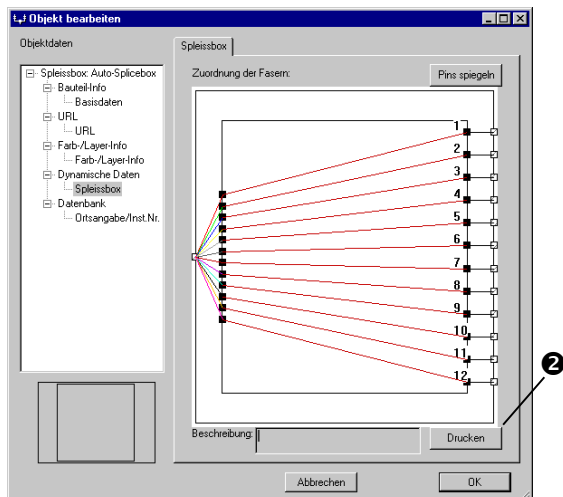 Objekt bearbeiten
Objektdaten
Spleissbox: Auto-Splicebox
Bauteil-Info
Basisdaten
URL
URL
Farb-/Layer-Info
Farb-/Layer-Info
Dynamische Daten
Spleissbox
Datenbank
Ortsangabe/Inst.Nr.
Spleissbox
Zuordnung der Fasern:
Pins spiegeln
1
2
3
4
5
6
7
8
9
10
11
12
❷
Beschreibung:
Drucken
Abbrechen
OK